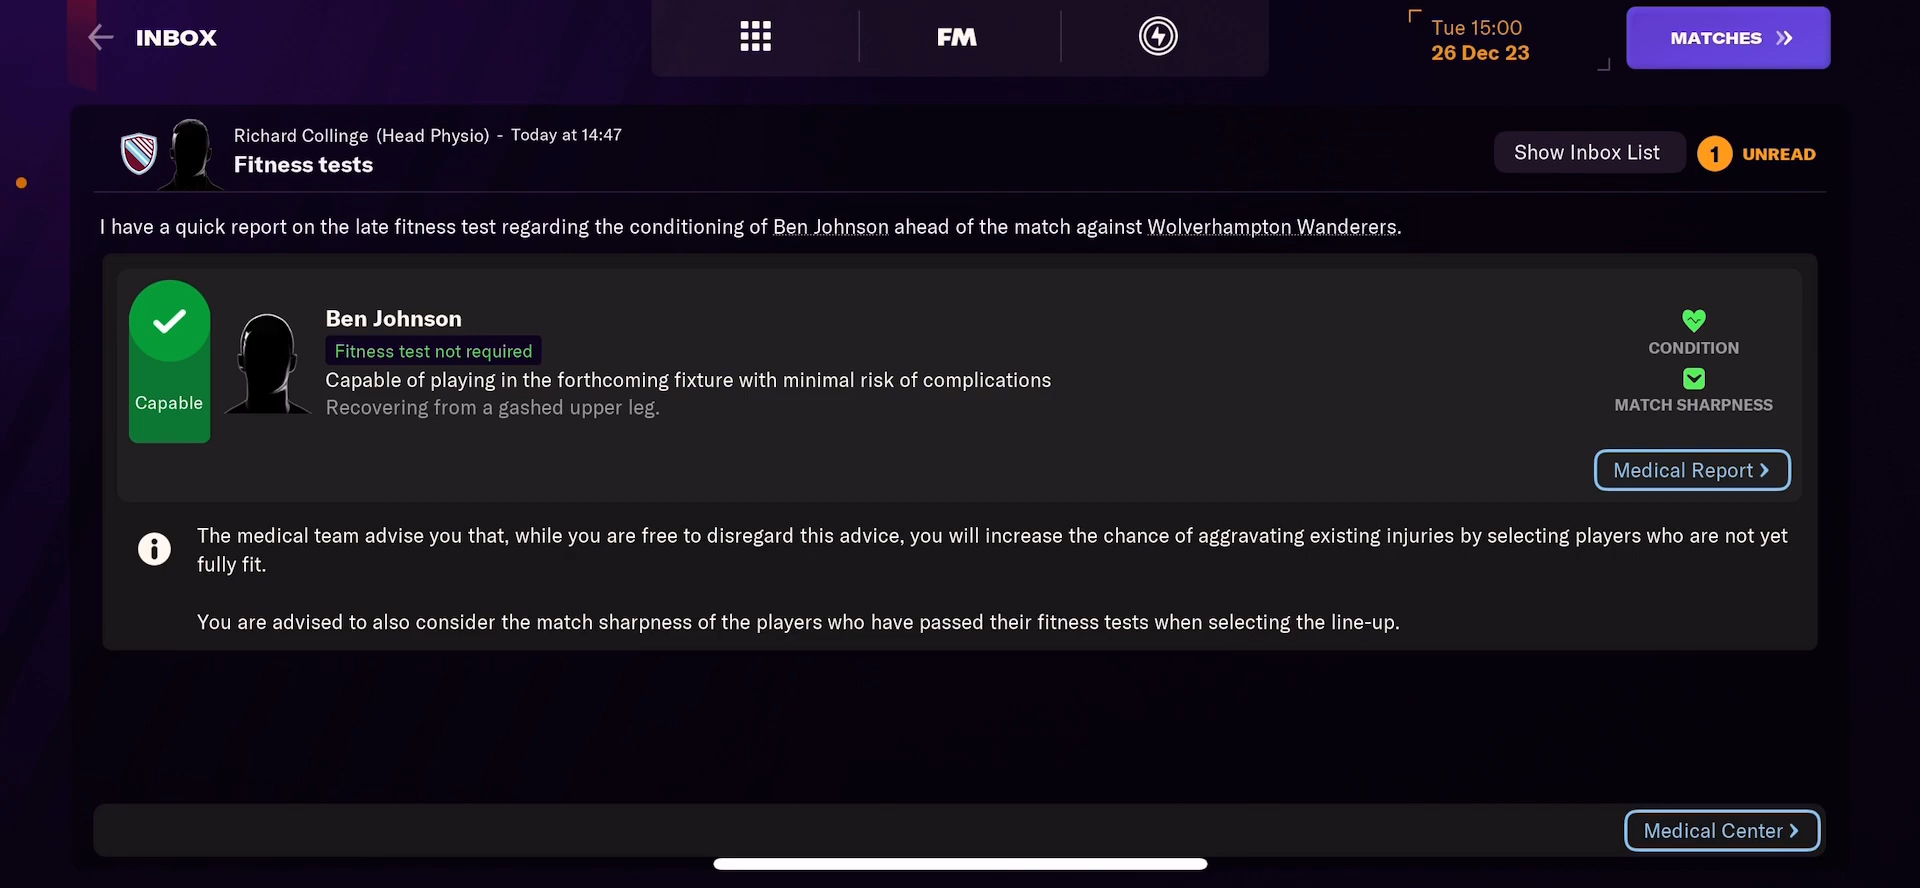 INBOX
FM
Tue 15:00
26 Dec 23
MATCHES
Richard Collinge (Head Physio) - Today at 14:47
Fitness tests
Show Inbox List
1 UNREAD
I have a quick report on the late fitness test regarding the conditioning of Ben Johnson ahead of the match against Wolverhampton Wanderers.
Capable
Ben Johnson
Fitness test not required
Capable of playing in the forthcoming fixture with minimal risk of complications
Recovering from a gashed upper leg.
CONDITION
MATCH SHARPNESS
Medical Report
The medical team advise you that, while you are free to disregard this advice, you will increase the chance of aggravating existing injuries by selecting players who are not yet
fully fit.
You are advised to also consider the match sharpness of the players who have passed their fitness tests when selecting the line-up.
Medical Center